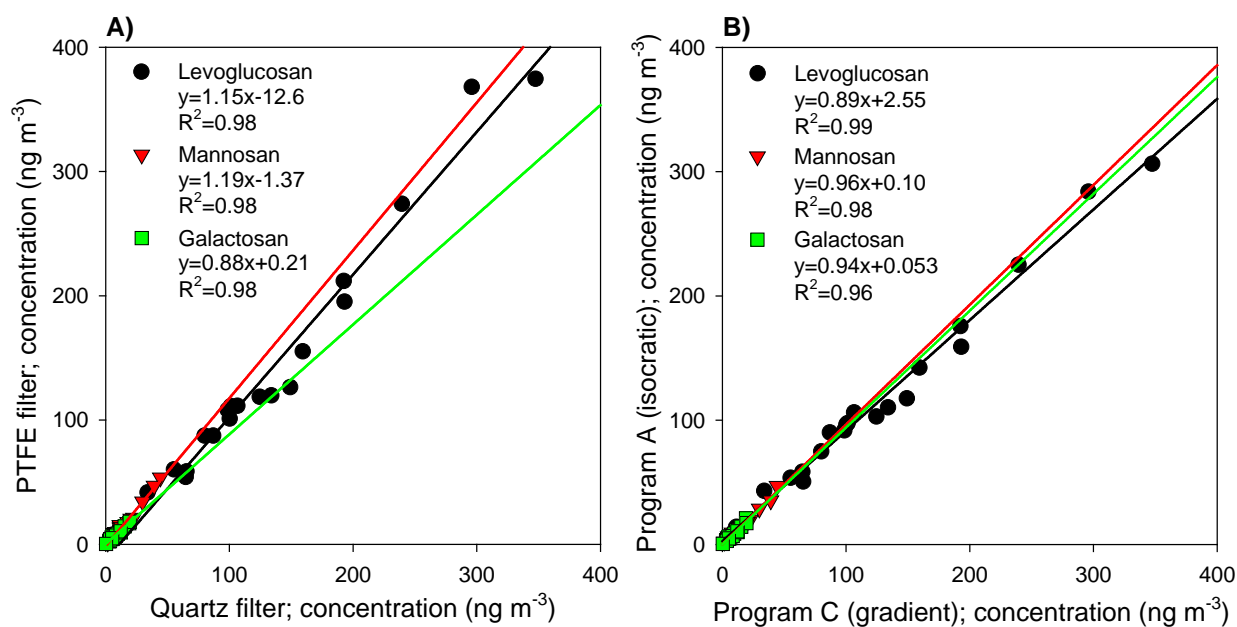 A)
400
300
200
100
0
0 100 200 300 400
PTFE filter; concentration (ng m⁻³)
Quartz filter; concentration (ng m⁻³)
Levoglucosan
y=1.15x-12.6
R²=0.98
Mannosan
y=1.19x-1.37
R²=0.98
Galactosan
y=0.88x+0.21
R²=0.98
B)
400
300
200
100
0
0 100 200 300 400
Program A (isocratic); concentration (ng m⁻³)
Program C (gradient); concentration (ng m⁻³)
Levoglucosan
y=0.89x+2.55
R²=0.99
Mannosan
y=0.96x+0.10
R²=0.98
Galactosan
y=0.94x+0.053
R²=0.96